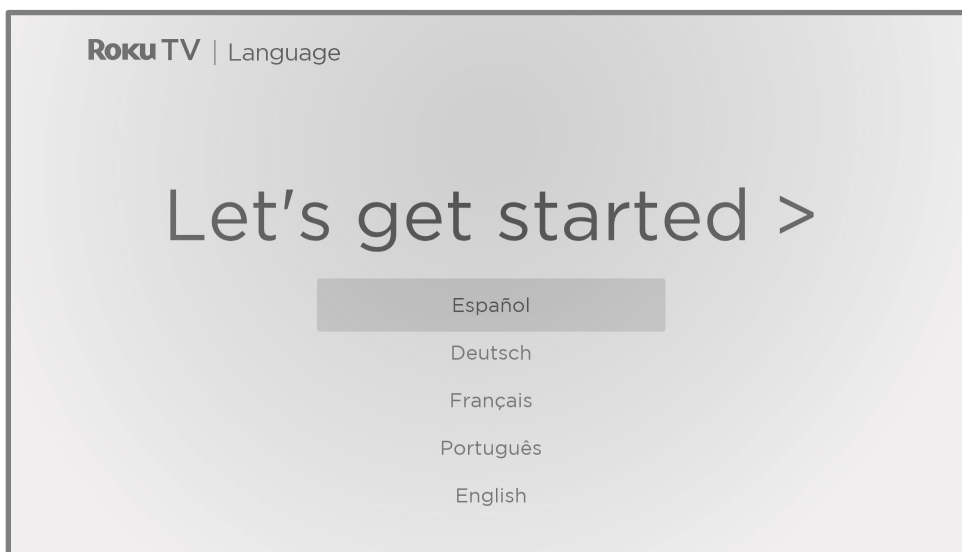 Roku TV | Language
Let's get started >
Español
Deutsch
Français
Português
English